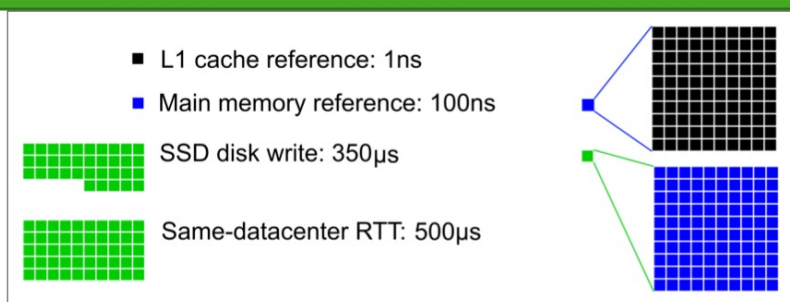 L1 cache reference: 1ns
Main memory reference: 100ns
SSD disk write: 350μs
Same-datacenter RTT: 500μs